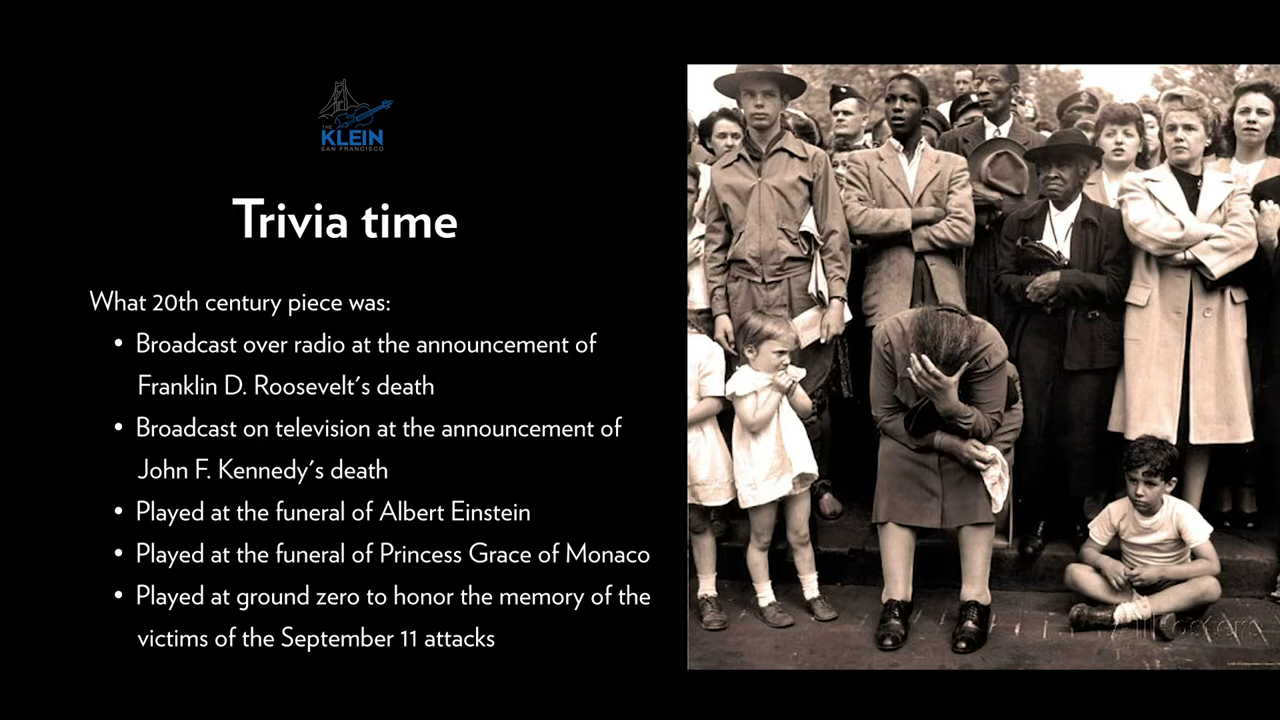 THE
KLEIN
SAN FRANCISCO
Trivia time
What 20th century piece was:
• Broadcast over radio at the announcement of
Franklin D. Roosevelt's death
• Broadcast on television at the announcement of
John F. Kennedy's death
• Played at the funeral of Albert Einstein
• Played at the funeral of Princess Grace of Monaco
• Played at ground zero to honor the memory of the
victims of the September 11 attacks
AllPosters